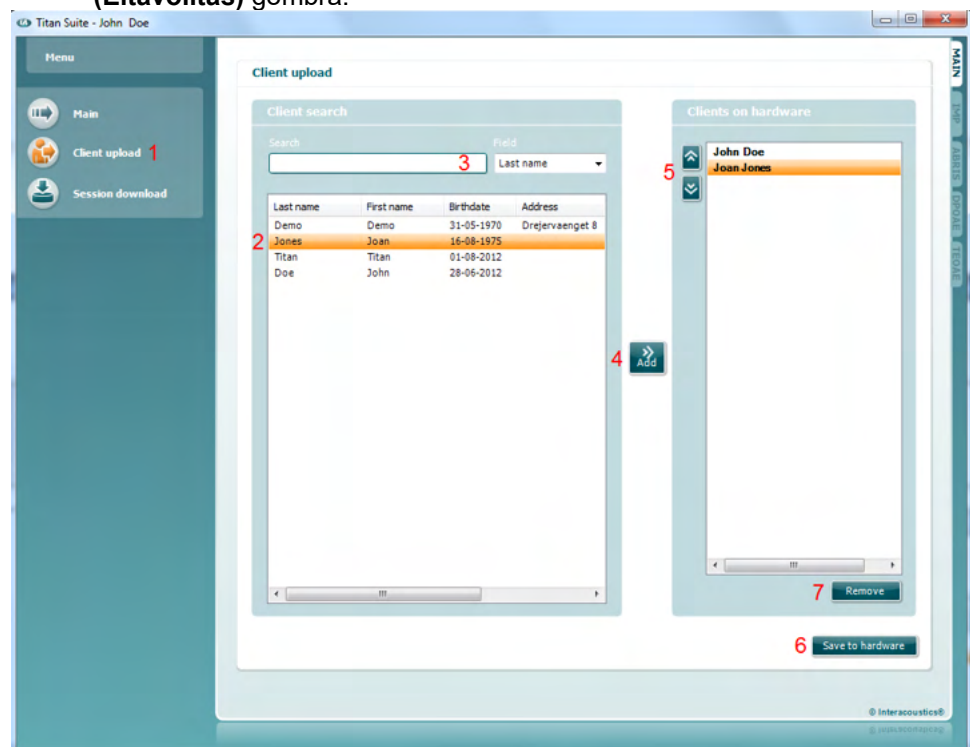 (Eltávolítás) gombra.
Titan Suite - John Doe
Menu
Main
Client upload 1
Session download
Client upload
Client search
Search
Field
3
Last name
Last name First name Birthdate Address
Demo Demo 31-05-1970 Drejervaenget 8
2 Jones Joan 16-08-1975
Titan Titan 01-08-2012
Doe John 28-06-2012
4
Add
Clients on hardware
5
John Doe
Joan Jones
7 Remove
6 Save to hardware
MAIN
IMP
ABRIS
DPOAE
TEOAE
© Interacoustics®